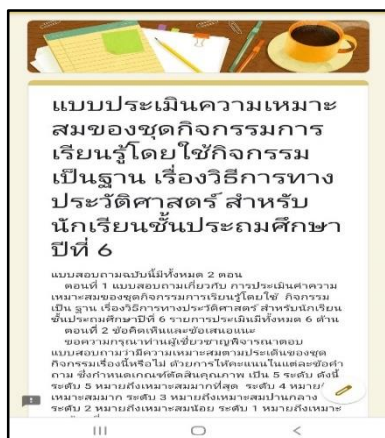 แบบประเมินความเหมาะ
สมของชุดกิจกรรมการ
เรียนรู้โดยใช้กิจกรรม
เป็นฐาน เรื่องวิธีการทาง
ประวัติศาสตร์ สำหรับ
นักเรียนชั้นประถมศึกษา
ปีที่ 6
แบบสอบถามฉบับนี้มีทั้งหมด 2 ตอน
ตอนที่ 1 แบบสอบถามเกี่ยวกับ การประเมินค่าความ
เหมาะสมของชุดกิจกรรมการเรียนรู้โดยใช้ กิจกรรม
เป็น ฐาน เรื่องวิธีการทางประวัติศาสตร์ สำหรับนักเรียน
ชั้นประถมศึกษาปีที่ 6 รายการประเมินมีทั้งหมด 6 ด้าน
ตอนที่ 2 ข้อคิดเห็นและข้อเสนอแนะ
ขอความกรุณาท่านผู้เชี่ยวชาญพิจารณาตอบ
แบบสอบถามว่ามีความเหมาะสมตามประเด็นของชุด
กิจกรรมเรื่องนี้หรือไม่ ด้วยการให้คะแนนในแต่ละข้อคำ
ถาม ซึ่งกำหนดเกณฑ์ตัดสินคุณภาพ เป็น 5 ระดับ ดังนี้
ระดับ 5 หมายถึงเหมาะสมมากที่สุด ระดับ 4 หมายถึง
เหมาะสมมาก ระดับ 3 หมายถึงเหมาะสมปานกลาง
ระดับ 2 หมายถึงเหมาะสมน้อย ระดับ 1 หมายถึงเหมาะ